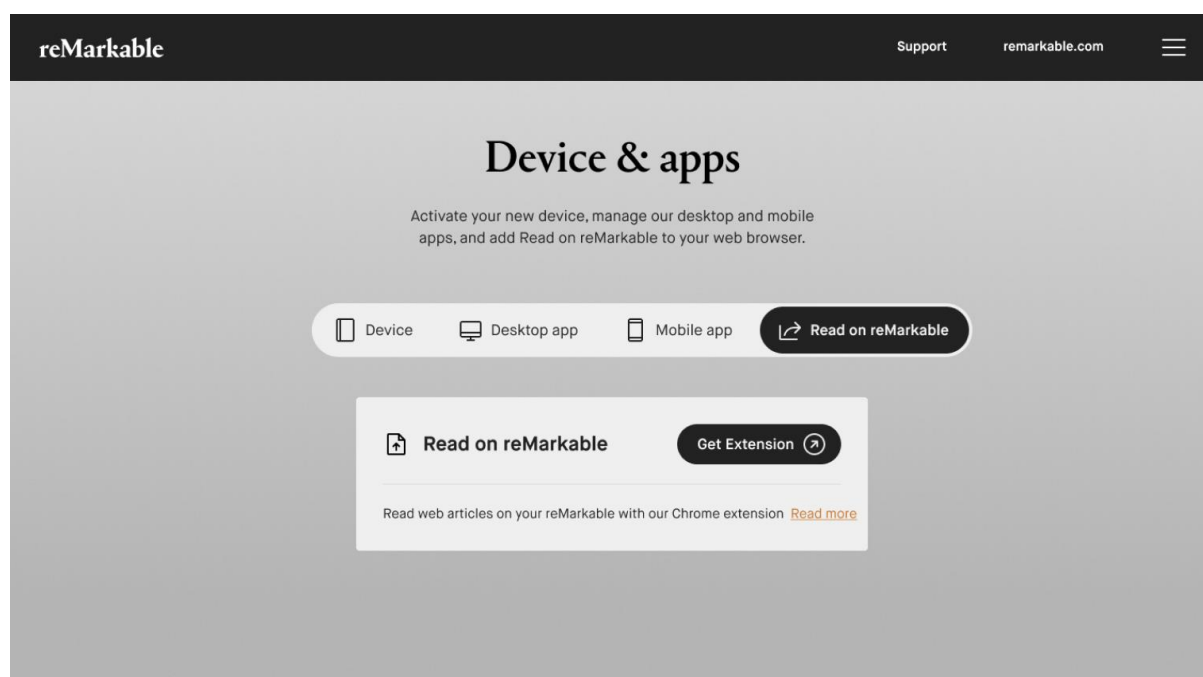 reMarkable
Support
remarkable.com
Device & apps
Activate your new device, manage our desktop and mobile
apps, and add Read on reMarkable to your web browser.
Device
Desktop app
Mobile app
Read on reMarkable
Read on reMarkable
Get Extension
Read web articles on your reMarkable with our Chrome extension Read more